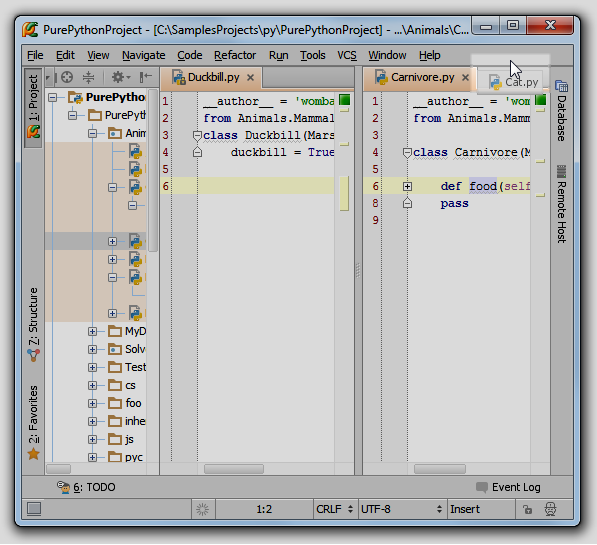 PurePythonProject - [C:\SamplesProjects\py\PurePythonProject] - ...\Animals\C...
File Edit View Navigate Code Refactor Run Tools VCS Window Help
1: Project
7: Structure
2: Favorites
PurePython
PurePyth
Anim
MyD
Solve
Test
cs
foo
inhe
js
pyc
Duckbill.py
1 __author__ = 'womba
2 from Animals.Mammal
3 class Duckbill(Mars
4 duckbill = True
5
6
Carnivore.py
Cat.py
1 __author__ = 'wom
2 from Animals.Mamm
4 class Carnivore(M
5
6 def food(self
8 pass
9
Database
Remote Host
6: TODO
Event Log
1:2 CRLF UTF-8 Insert